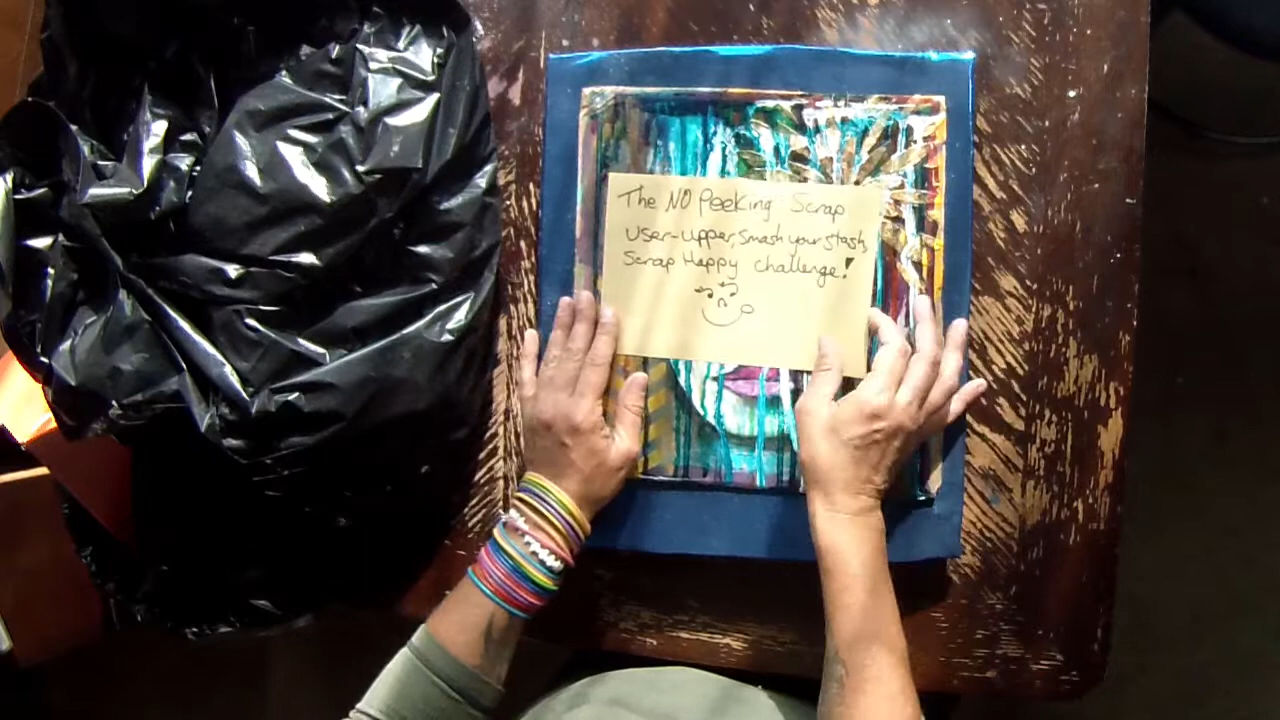 The NO Peeking Scrap
User-upper, Smash your stash,
Scrap Happy challenge!